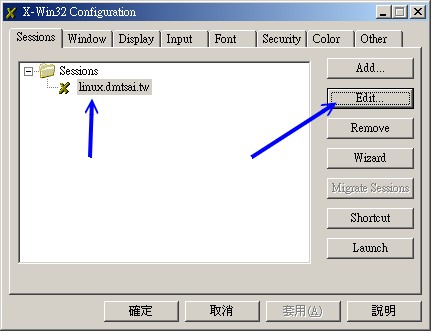 X-Win32 Configuration
Sessions Window Display Input Font Security Color Other
Sessions
linux.dmtsai.tw
Add...
Edit...
Remove
Wizard
Migrate Sessions
Shortcut
Launch
確定 取消 套用(A) 說明